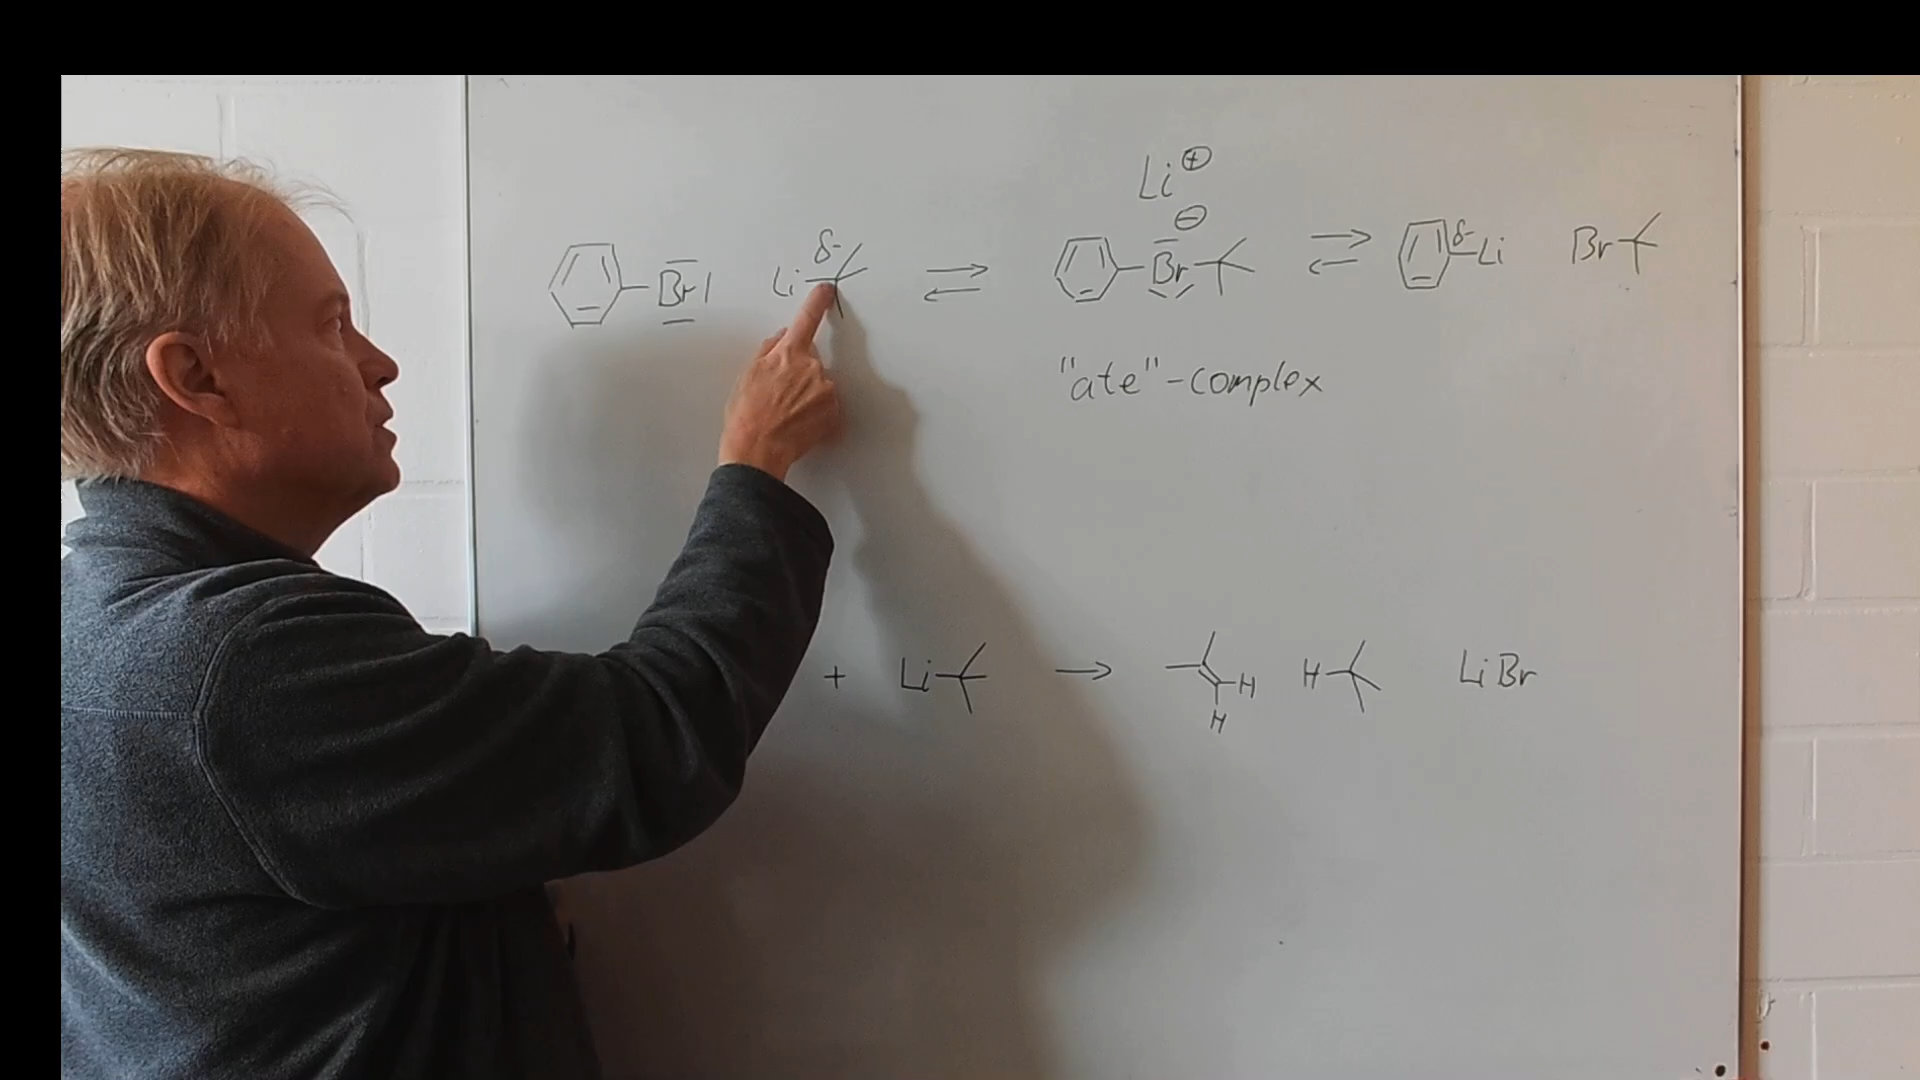 Li⊕
⊖
δ-
Br Li ⇌ Br ⇌ δ- Li Br
"ate"-complex
+ Li → H H LiBr
H